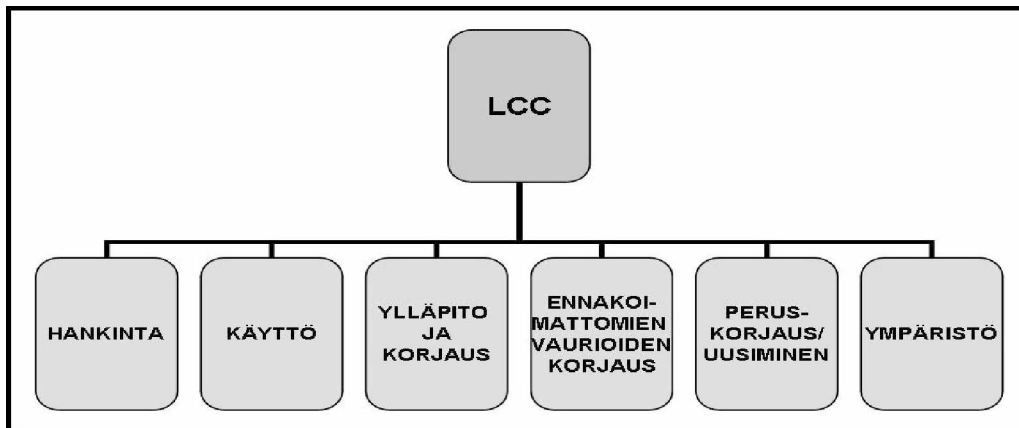 LCC
HANKINTA
KÄYTTÖ
YLLÄPITO
JA
KORJAUS
ENNAKOI-
MATTOMIEN
VAURIOIDEN
KORJAUS
PERUS-
KORJAUS/
UUSIMINEN
YMPÄRISTÖ